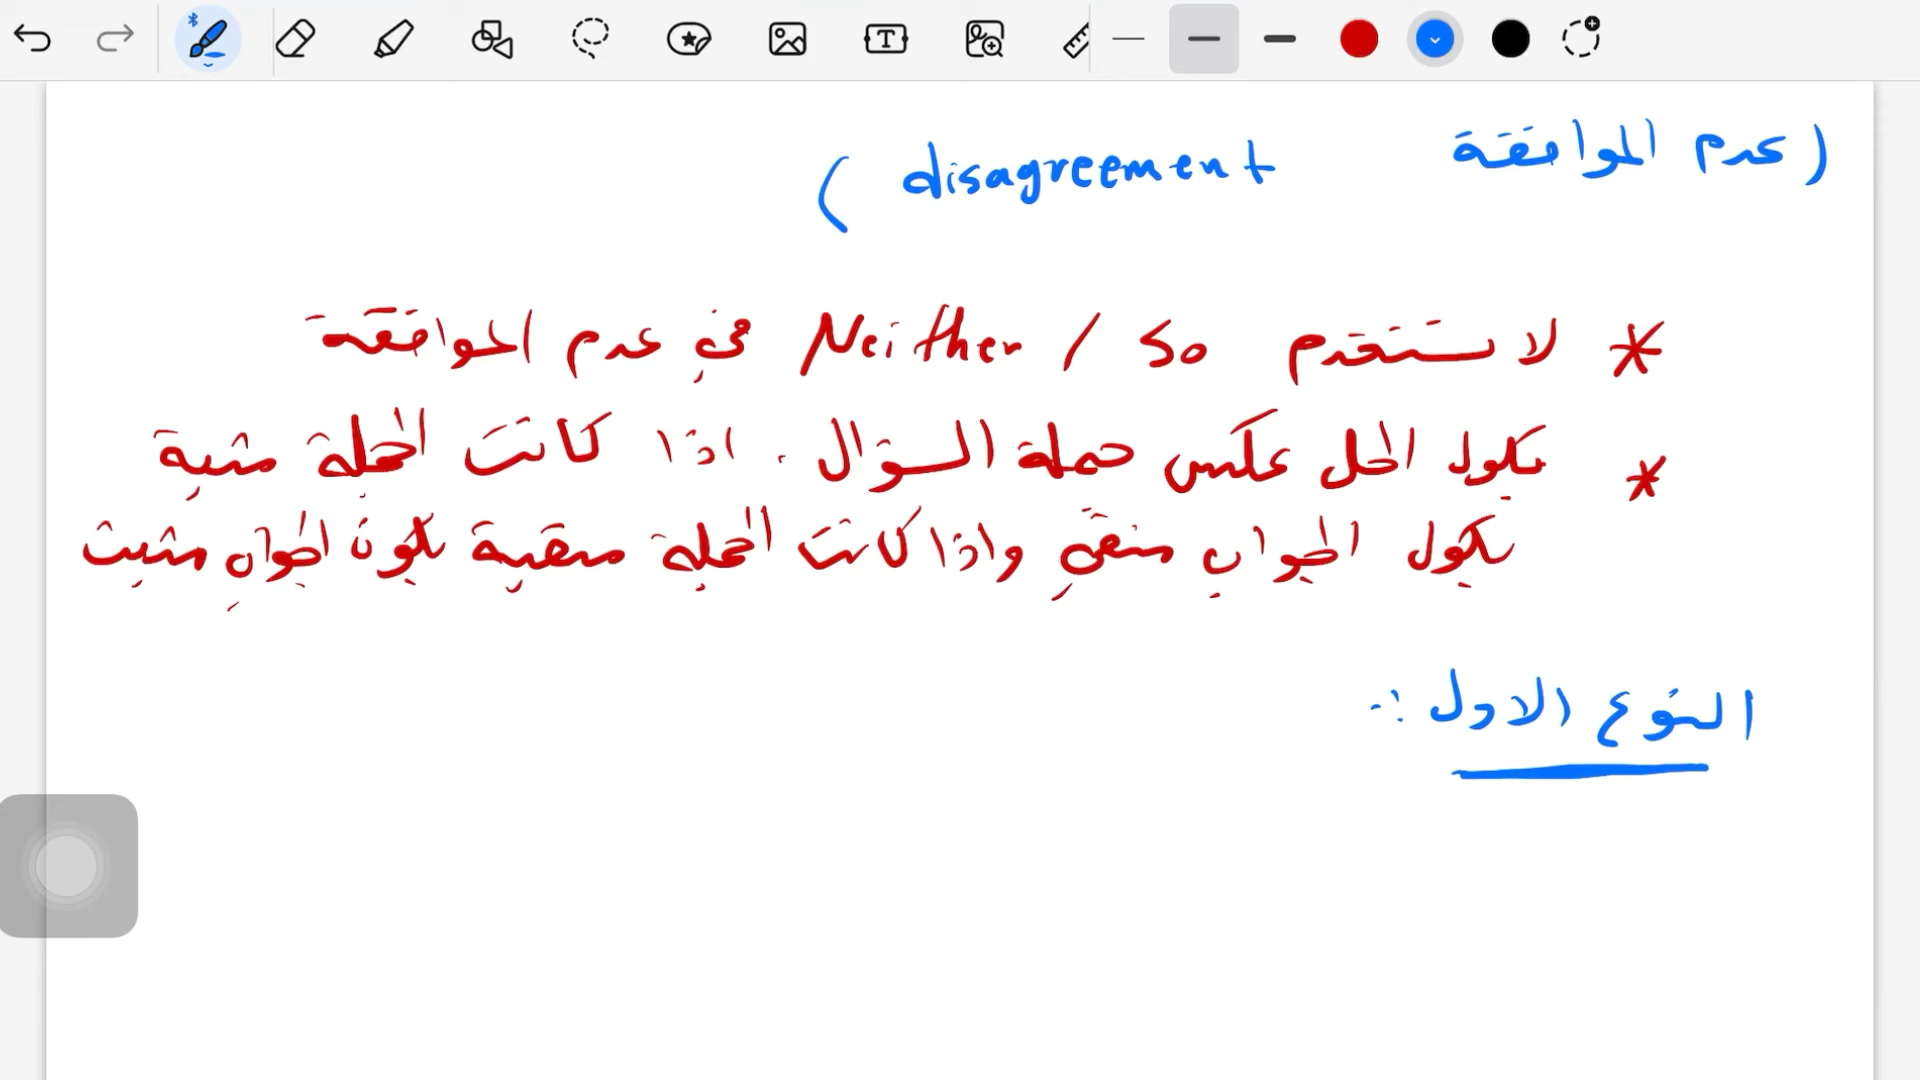 (عدم الموافقة disagreement)
* لا نستخدم So / Neither في عدم الموافقة
* يكون الحل عكس جملة السؤال. اذا كانت الجملة مثبتة
يكون الجواب منفي واذا كانت الجملة منفية يكون الجواب مثبت
النوع الاول :-